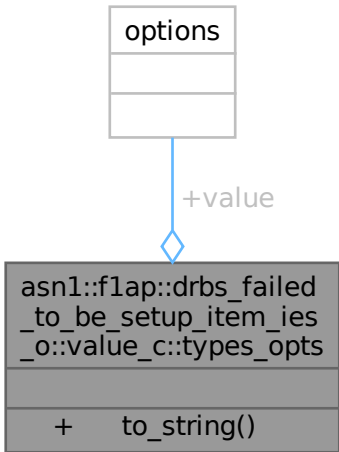 options
+value
asn1::f1ap::drbs_failed
_to_be_setup_item_ies
_o::value_c::types_opts
+ to_string()